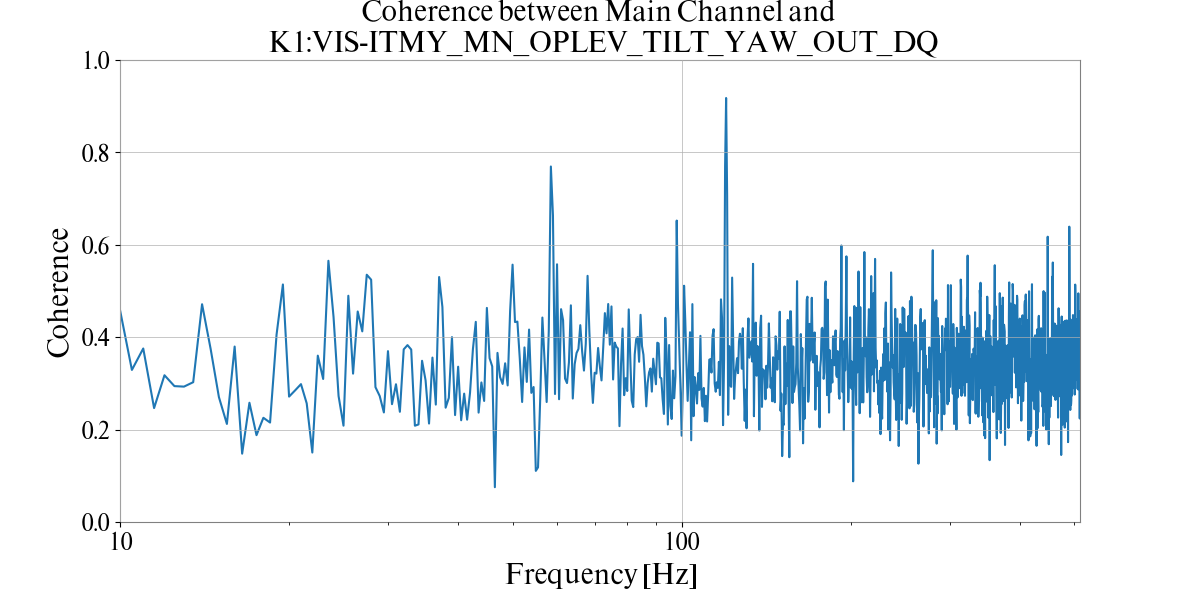 Coherence between Main Channel and
K1:VIS-ITMY_MN_OPLEV_TILT_YAW_OUT_DQ
1.0
0.8
0.6
0.4
0.2
0.0
Coherence
10
100
Frequency [Hz]